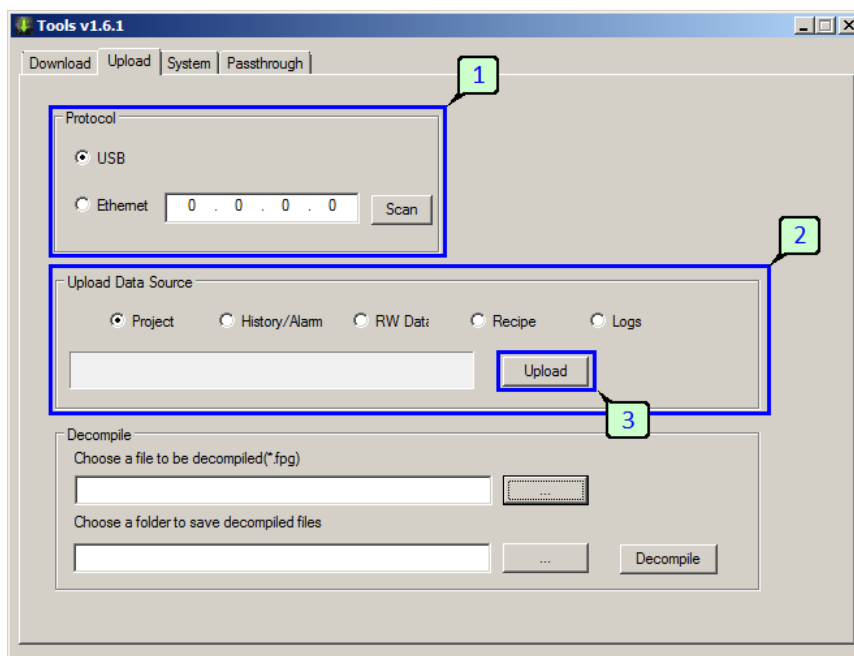 Tools v1.6.1
Download Upload System Passthrough
1
Protocol
USB
Ethernet 0 . 0 . 0 . 0 Scan
2
Upload Data Source
Project History/Alarm RW Data Recipe Logs
Upload
3
Decompile
Choose a file to be decompiled(*.fpg)
...
Choose a folder to save decompiled files
... Decompile